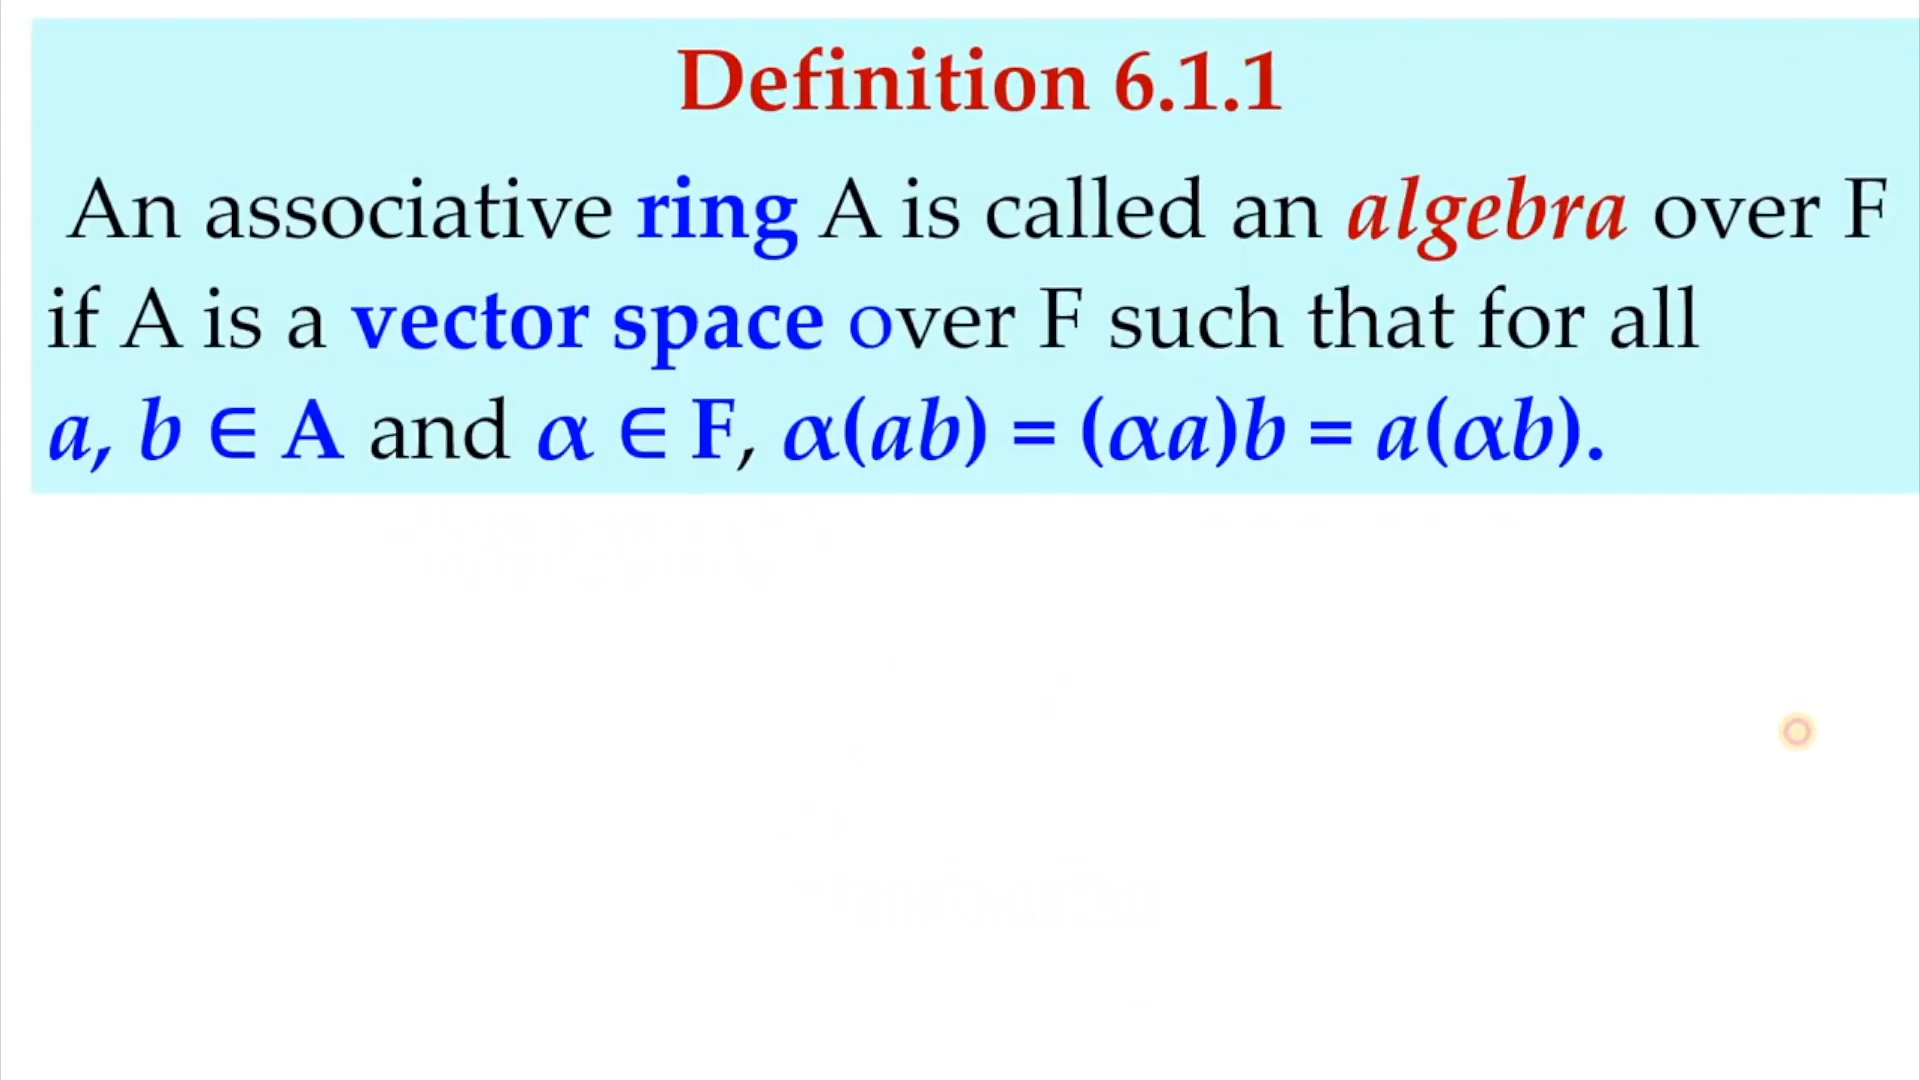 Definition 6.1.1
An associative ring A is called an algebra over F
if A is a vector space over F such that for all
a, b ∈ A and α ∈ F, α(ab) = (αa)b = a(αb).